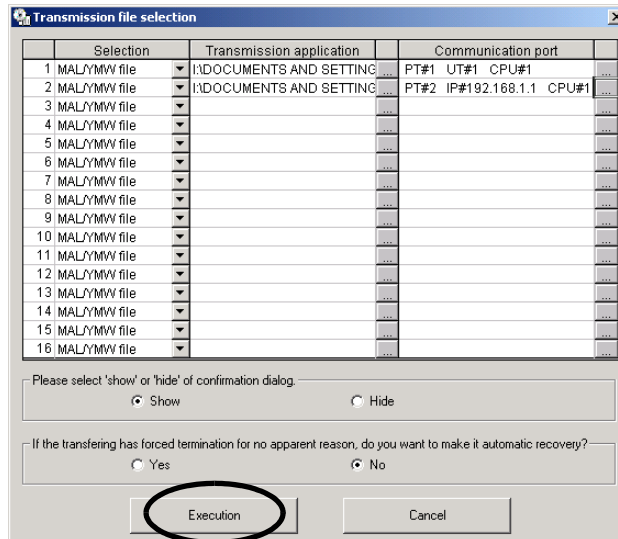 Transmission file selection
Selection Transmission application Communication port
1 MAL/YMW file I:\DOCUMENTS AND SETTING ... PT#1 UT#1 CPU#1 ...
2 MAL/YMW file I:\DOCUMENTS AND SETTING ... PT#2 IP#192.168.1.1 CPU#1 ...
3 MAL/YMW file ... ...
4 MAL/YMW file ... ...
5 MAL/YMW file ... ...
6 MAL/YMW file ... ...
7 MAL/YMW file ... ...
8 MAL/YMW file ... ...
9 MAL/YMW file ... ...
10 MAL/YMW file ... ...
11 MAL/YMW file ... ...
12 MAL/YMW file ... ...
13 MAL/YMW file ... ...
14 MAL/YMW file ... ...
15 MAL/YMW file ... ...
16 MAL/YMW file ... ...
Please select 'show' or 'hide' of confirmation dialog.
Show Hide
If the transfering has forced termination for no apparent reason, do you want to make it automatic recovery?
Yes No
Execution Cancel